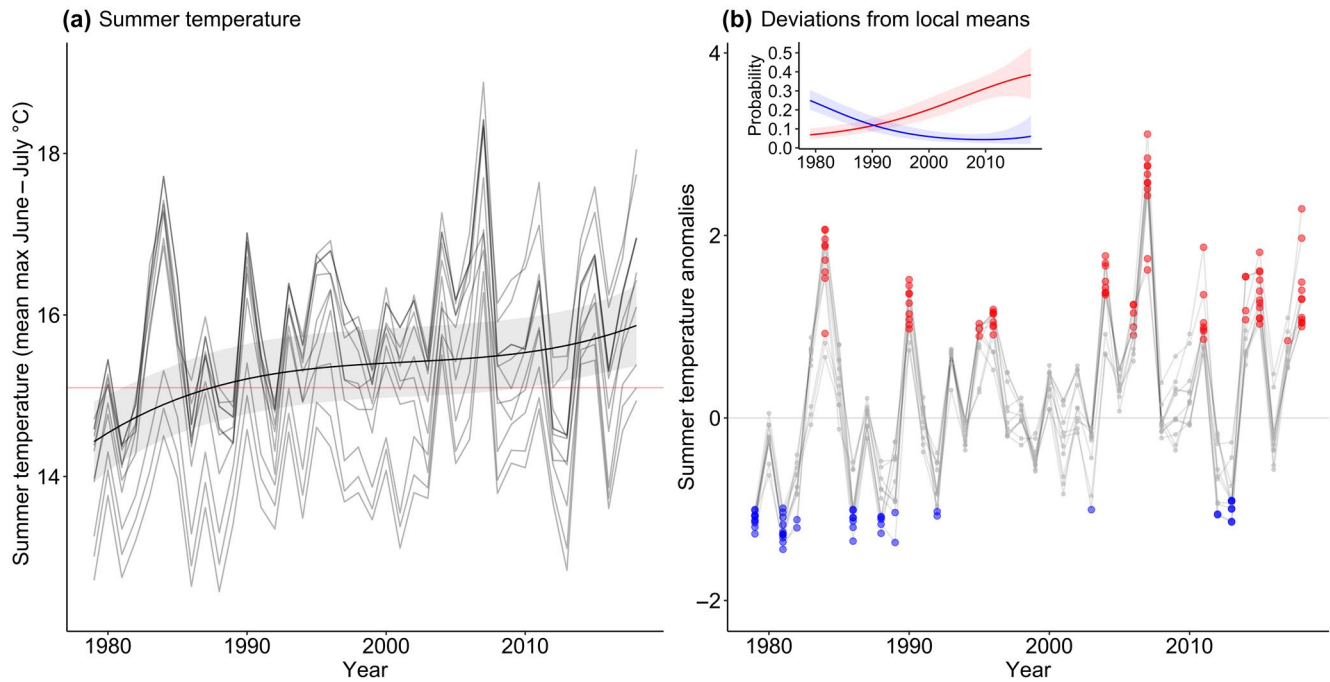 (a) Summer temperature
Summer temperature (mean max June–July °C)
18
16
14
1980 1990 2000 2010
Year
(b) Deviations from local means
Summer temperature anomalies
4
2
0
−2
1980 1990 2000 2010
Year
Probability
0.5
0.4
0.3
0.2
0.1
0.0
1980 1990 2000 2010